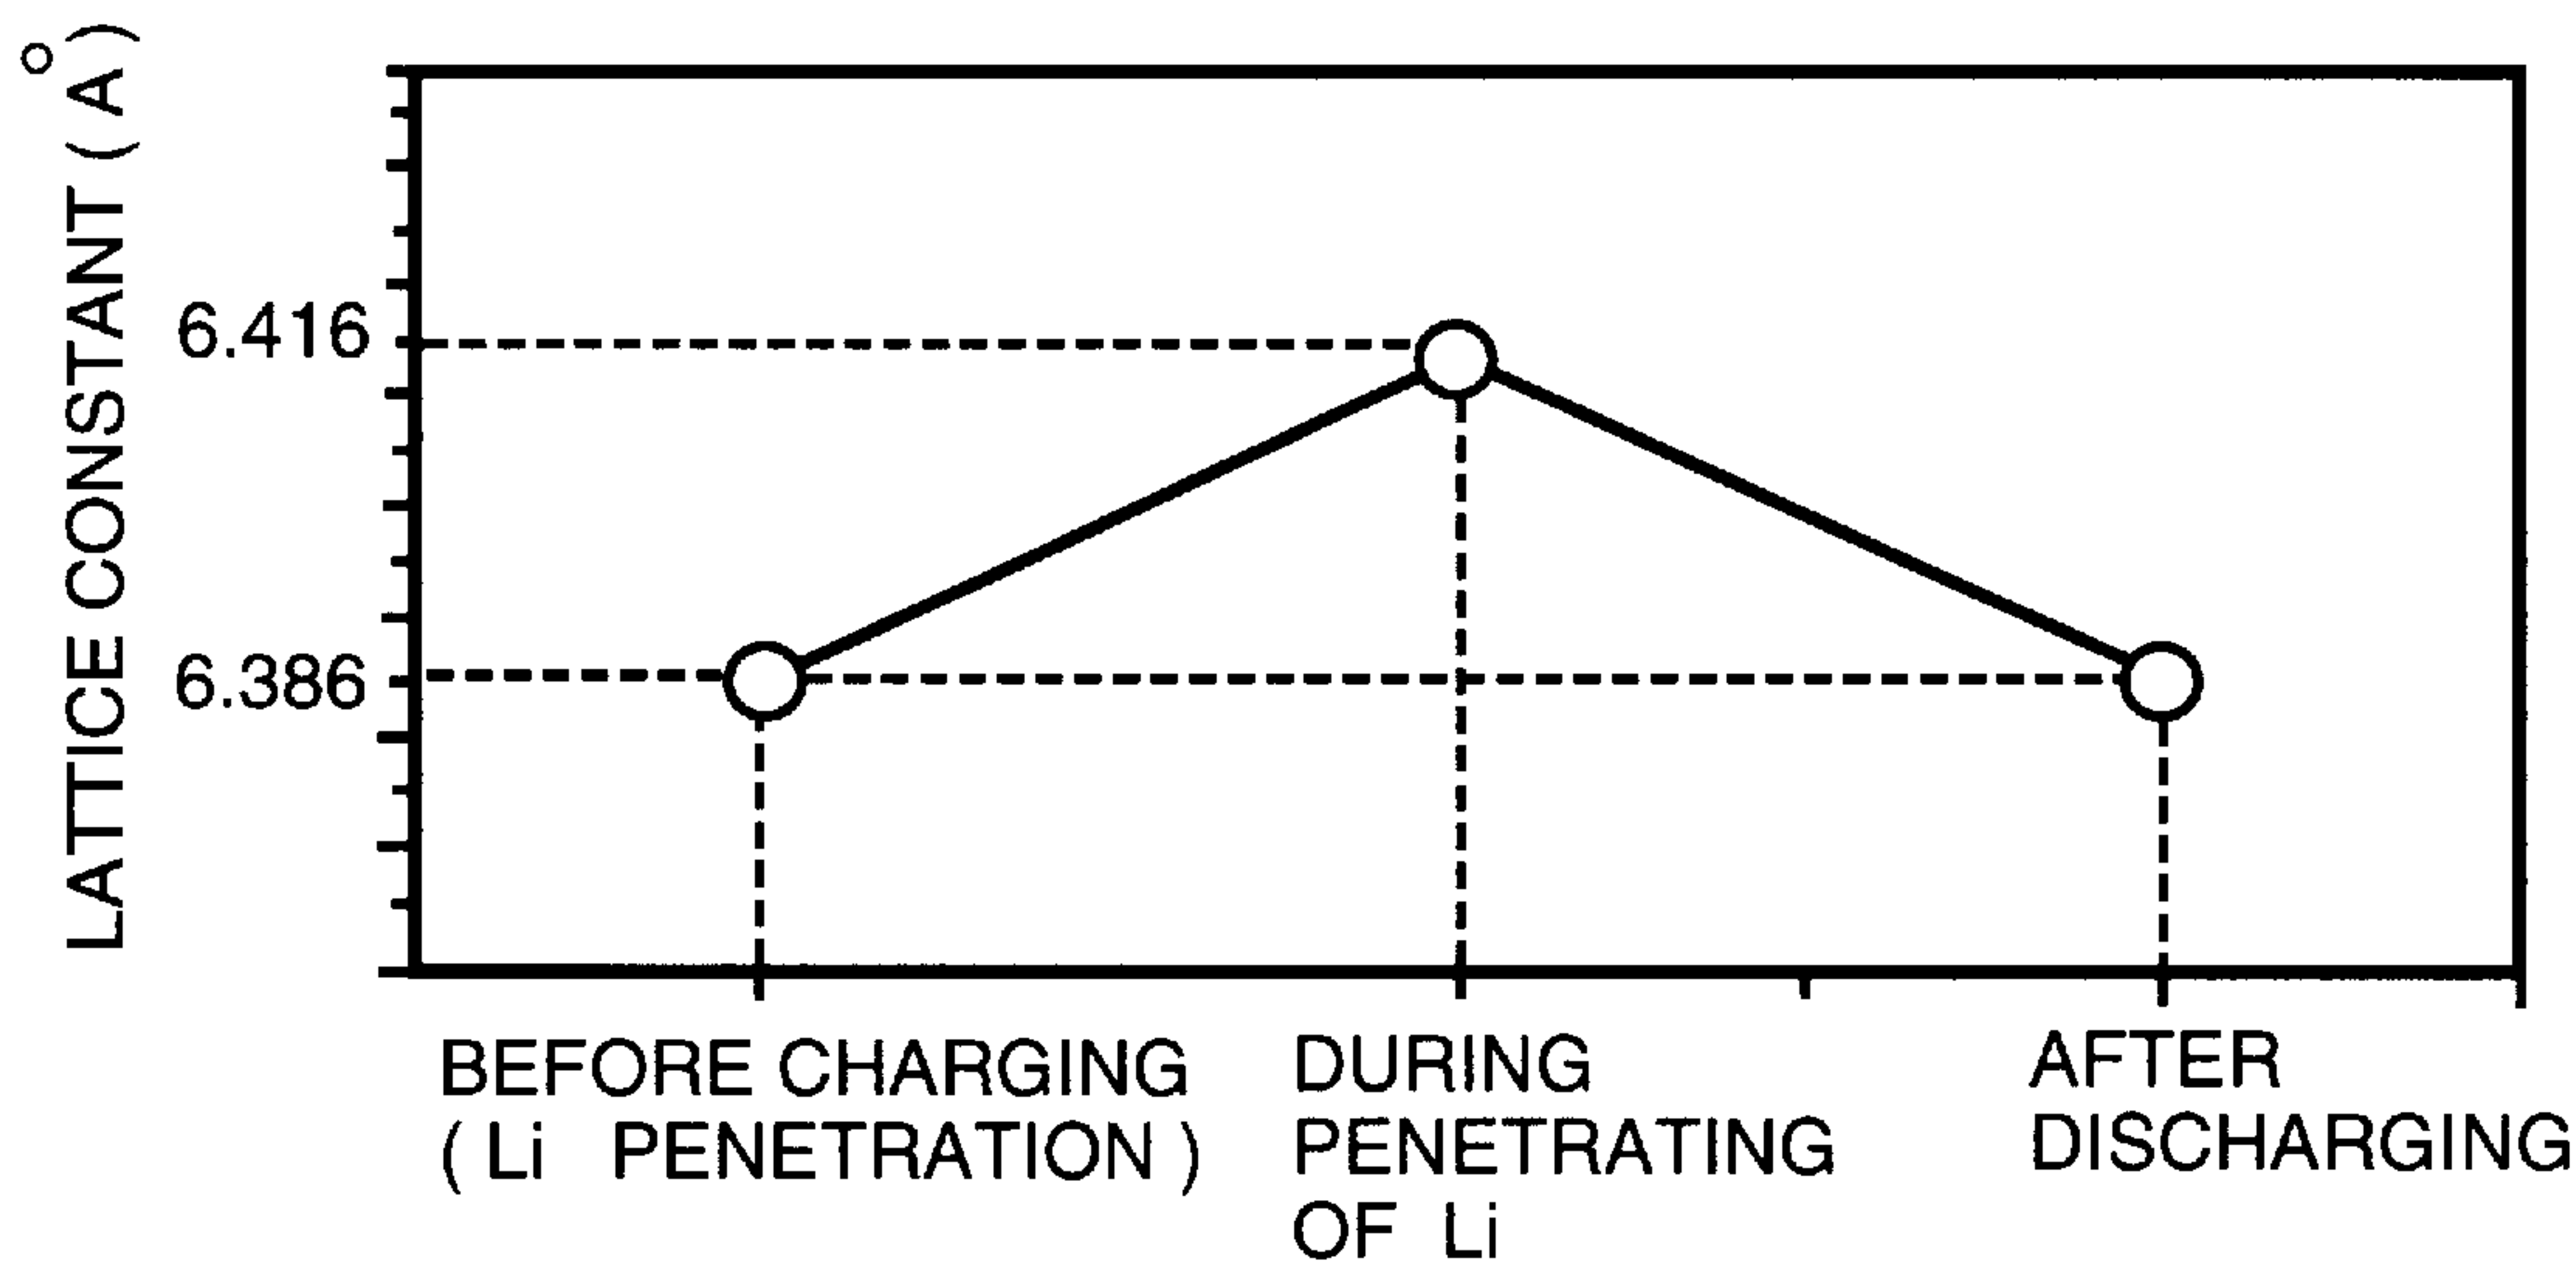 LATTICE CONSTANT ( A° )
6.416
6.386
BEFORE CHARGING
( Li PENETRATION )
DURING
PENETRATING
OF Li
AFTER
DISCHARGING